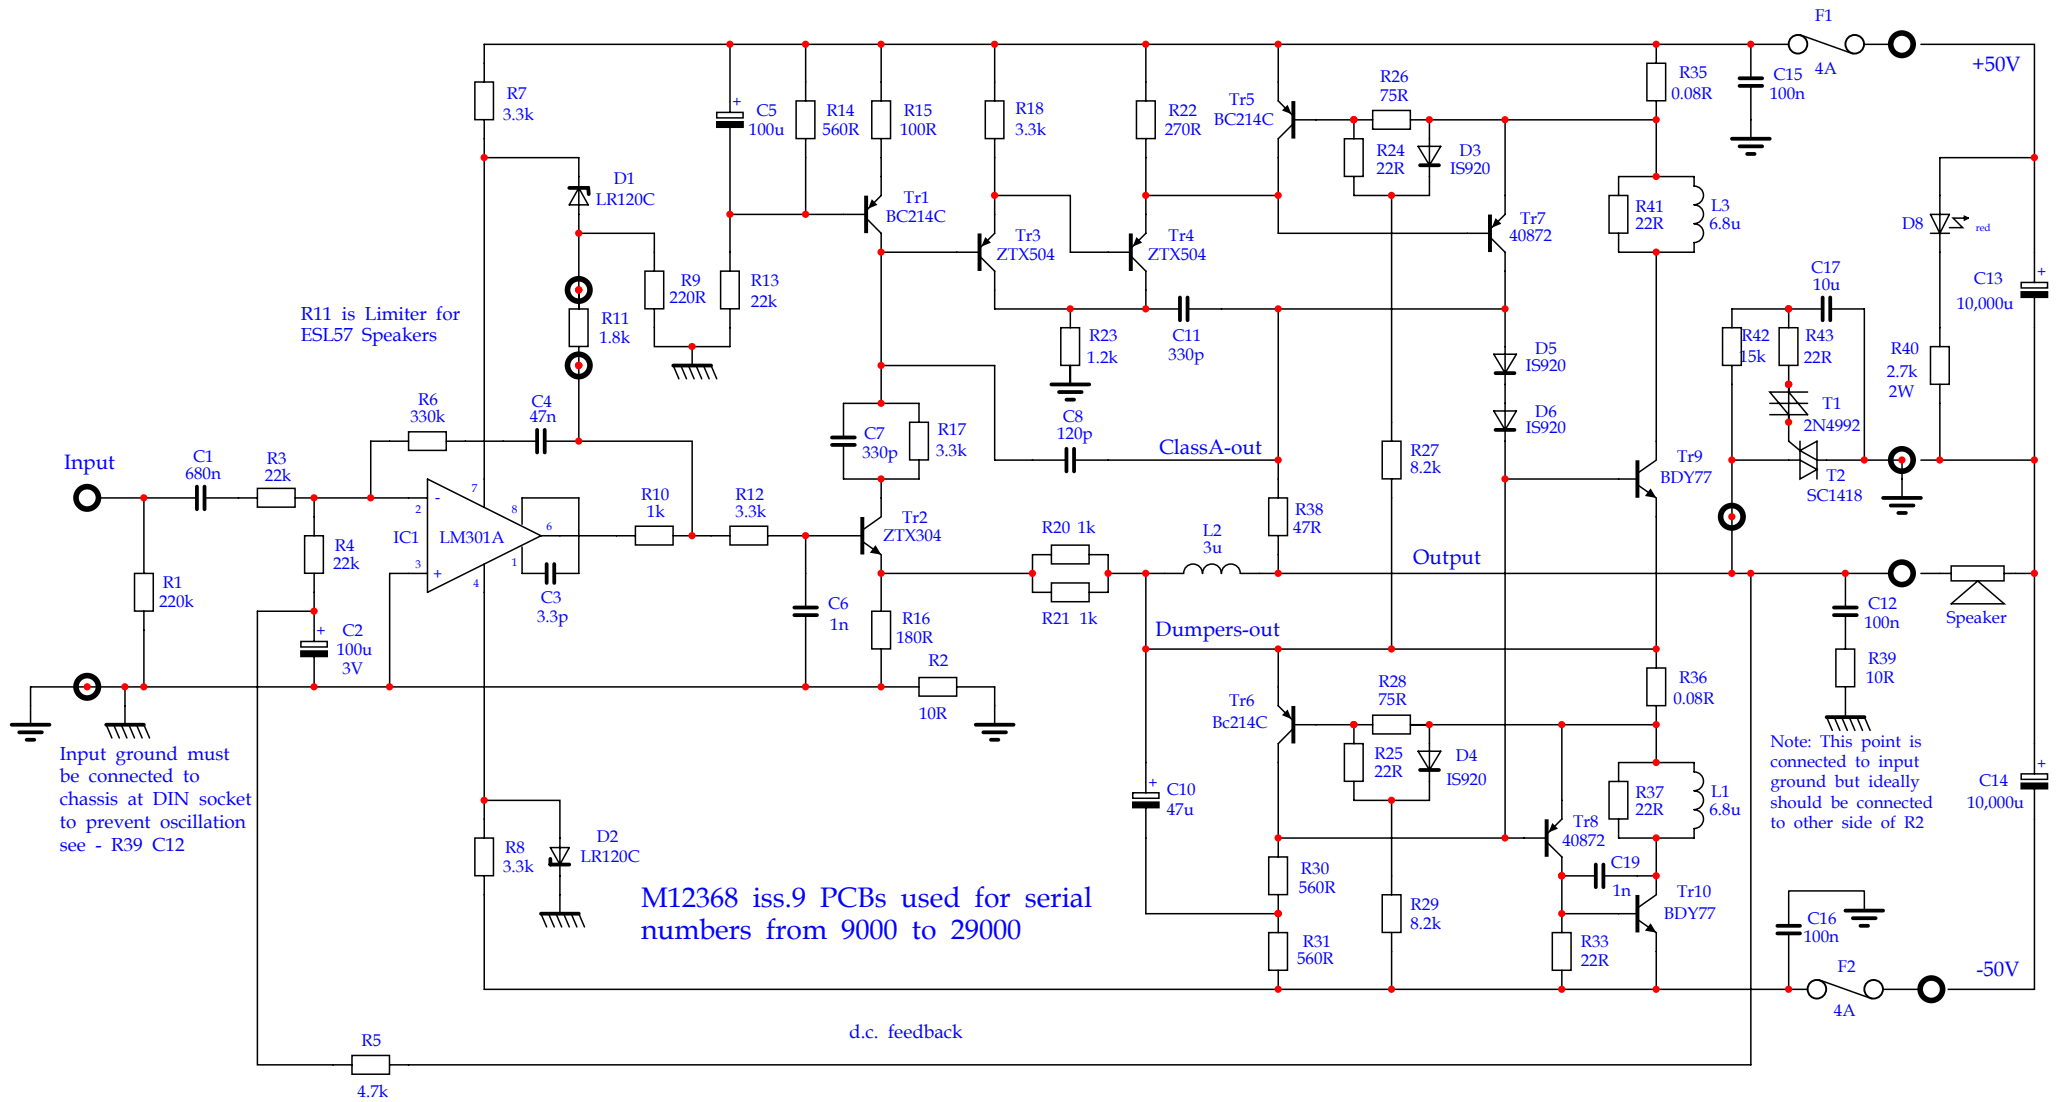 F1
4A
+50V
R7
3.3k
C5
+
100u
R14
560R
R15
100R
R18
3.3k
R22
270R
Tr5
BC214C
R26
75R
R24
22R
D3
IS920
R35
0.08R
C15
100n
D1
LR120C
Tr1
BC214C
Tr3
ZTX504
Tr4
ZTX504
Tr7
40872
R41
22R
L3
6.8u
D8
red
R9
220R
R13
22k
C17
10u
C13
+
10,000u
R11 is Limiter for
ESL57 Speakers
R11
1.8k
R23
1.2k
C11
330p
D5
IS920
R42
15k
R43
22R
R40
2.7k
2W
R6
330k
C4
47n
C7
330p
R17
3.3k
C8
120p
ClassA-out
D6
IS920
T1
2N4992
Input
C1
680n
R3
22k
R27
8.2k
Tr9
BDY77
T2
SC1418
-
2
7
8
6
1
3
+
4
IC1
LM301A
R10
1k
R12
3.3k
Tr2
ZTX304
R20 1k
L2
3u
R38
47R
Output
R4
22k
R1
220k
C3
3.3p
C6
1n
R16
180R
R21 1k
C12
100n
Speaker
+
C2
100u
3V
Dumpers-out
R2
10R
R39
10R
Tr6
Bc214C
R28
75R
R36
0.08R
Input ground must
be connected to
chassis at DIN socket
to prevent oscillation
see - R39 C12
Note: This point is
connected to input
ground but ideally
should be connected
to other side of R2
R25
22R
D4
IS920
+
C10
47u
R37
22R
L1
6.8u
C14
+
10,000u
Tr8
40872
R8
3.3k
D2
LR120C
R30
560R
C19
1n
Tr10
BDY77
M12368 iss.9 PCBs used for serial
numbers from 9000 to 29000
R31
560R
R29
8.2k
R33
22R
C16
100n
F2
4A
-50V
d.c. feedback
R5
4.7k